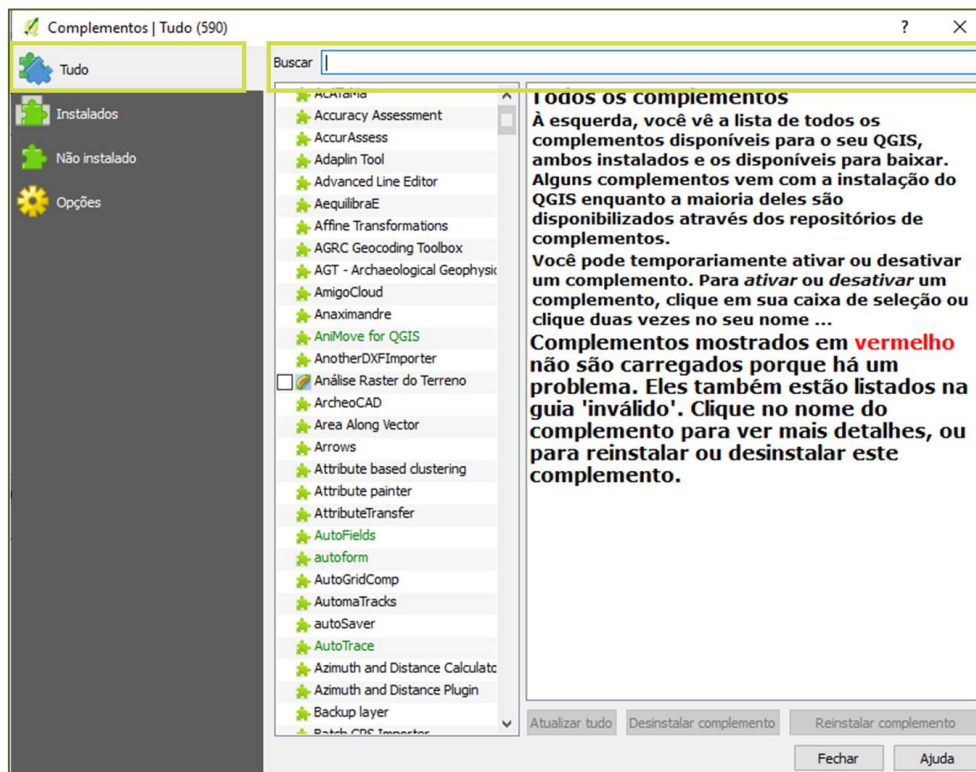 Complementos | Tudo (590)
?
Tudo
Instalados
Não instalado
Opções
Buscar
AcATaMa
Accuracy Assessment
AccurAssess
Adaplin Tool
Advanced Line Editor
AequilibraE
Affine Transformations
AGRC Geocoding Toolbox
AGT - Archaeological Geophysic
AmigoCloud
Anaximandre
AniMove for QGIS
AnotherDXFImporter
Análise Raster do Terreno
ArcheoCAD
Area Along Vector
Arrows
Attribute based clustering
Attribute painter
AttributeTransfer
AutoFields
autoform
AutoGridComp
AutomaTracks
autoSaver
AutoTrace
Azimuth and Distance Calculato
Azimuth and Distance Plugin
Backup layer
Batch GPS Importer
Todos os complementos
À esquerda, você vê a lista de todos os
complementos disponíveis para o seu QGIS,
ambos instalados e os disponíveis para baixar.
Alguns complementos vem com a instalação do
QGIS enquanto a maioria deles são
disponibilizados através dos repositórios de
complementos.
Você pode temporariamente ativar ou desativar
um complemento. Para ativar ou desativar um
complemento, clique em sua caixa de seleção ou
clique duas vezes no seu nome ...
Complementos mostrados em vermelho
não são carregados porque há um
problema. Eles também estão listados na
guia 'inválido'. Clique no nome do
complemento para ver mais detalhes, ou
para reinstalar ou desinstalar este
complemento.
Atualizar tudo
Desinstalar complemento
Reinstalar complemento
Fechar
Ajuda